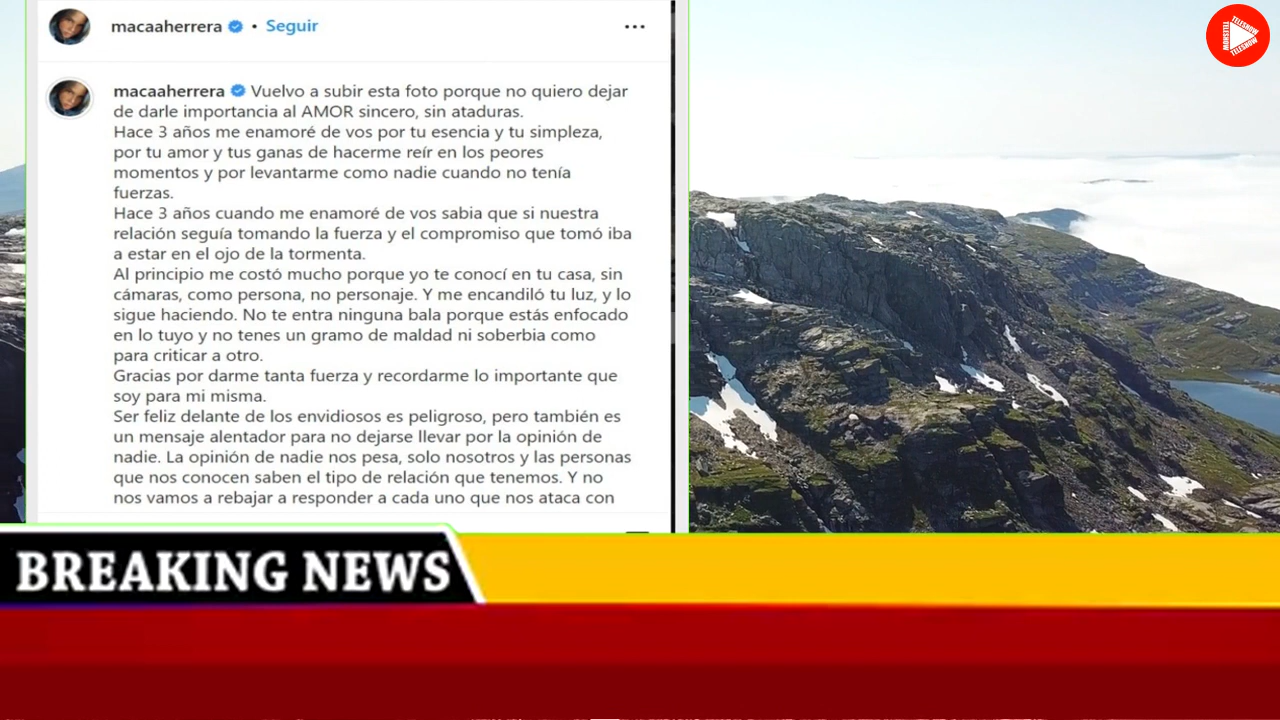 macaaherrera • Seguir
TELESHOW
TELESHOW
TELESHOW
macaaherrera Vuelvo a subir esta foto porque no quiero dejar
de darle importancia al AMOR sincero, sin ataduras.
Hace 3 años me enamoré de vos por tu esencia y tu simpleza,
por tu amor y tus ganas de hacerme reír en los peores
momentos y por levantarme como nadie cuando no tenía
fuerzas.
Hace 3 años cuando me enamoré de vos sabia que si nuestra
relación seguía tomando la fuerza y el compromiso que tomó iba
a estar en el ojo de la tormenta.
Al principio me costó mucho porque yo te conocí en tu casa, sin
cámaras, como persona, no personaje. Y me encandiló tu luz, y lo
sigue haciendo. No te entra ninguna bala porque estás enfocado
en lo tuyo y no tenes un gramo de maldad ni soberbia como
para criticar a otro.
Gracias por darme tanta fuerza y recordarme lo importante que
soy para mi misma.
Ser feliz delante de los envidiosos es peligroso, pero también es
un mensaje alentador para no dejarse llevar por la opinión de
nadie. La opinión de nadie nos pesa, solo nosotros y las personas
que nos conocen saben el tipo de relación que tenemos. Y no
nos vamos a rebajar a responder a cada uno que nos ataca con
BREAKING NEWS